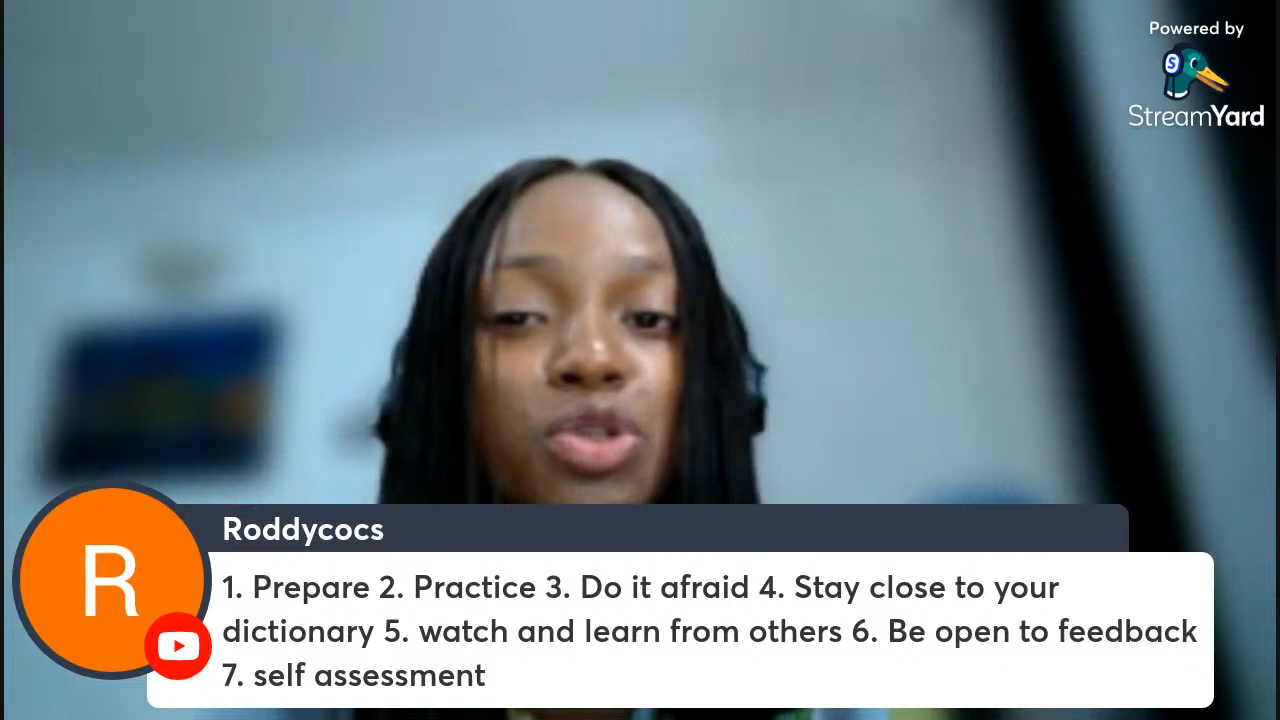 Powered by
S
StreamYard
Roddycocs
R
1. Prepare 2. Practice 3. Do it afraid 4. Stay close to your
dictionary 5. watch and learn from others 6. Be open to feedback
7. self assessment